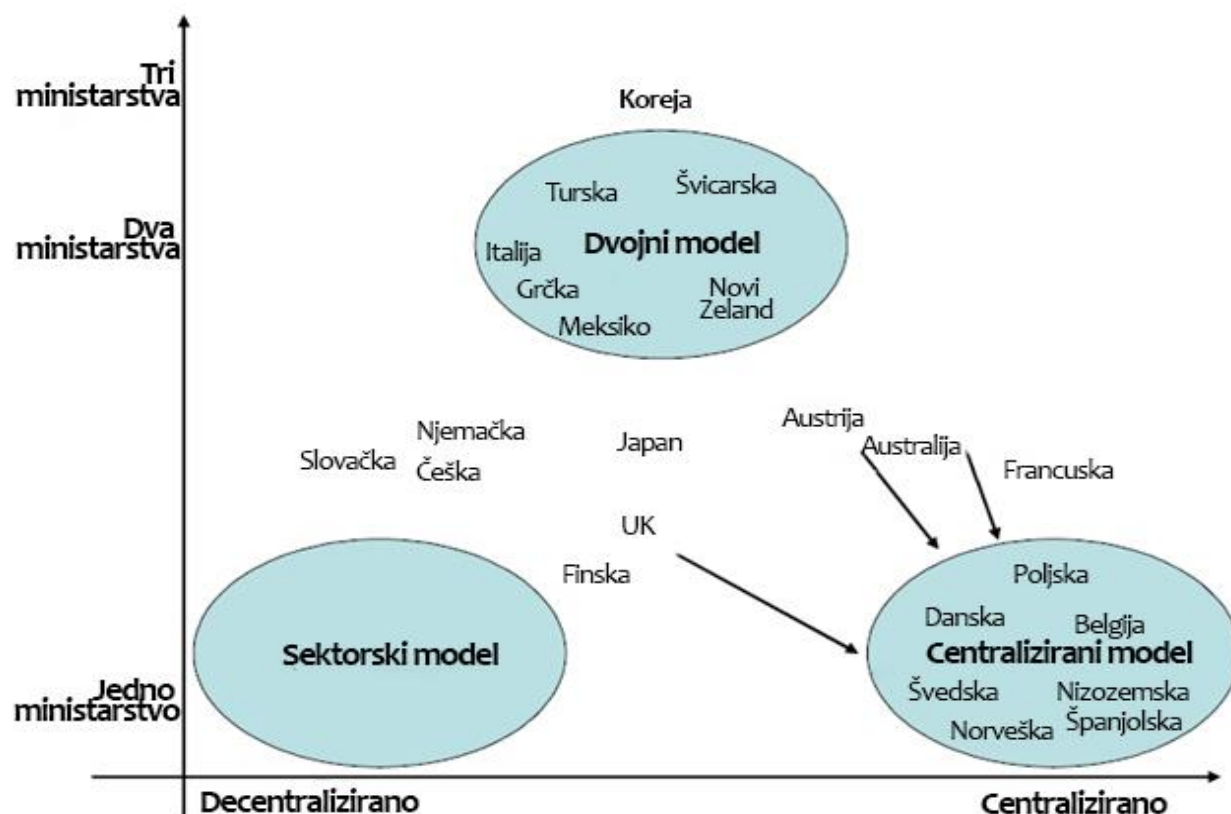 Tri
ministarstva
Koreja
Turska
Švicarska
Dva
ministarstva
Dvojni model
Italija
Grčka
Novi
Zeland
Meksiko
Austrija
Njemačka
Japan
Australija
Slovačka
Češka
Francuska
UK
Finska
Poljska
Danska
Belgija
Sektorski model
Centralizirani model
Jedno
ministarstvo
Švedska
Nizozemska
Norveška
Španjolska
Decentralizirano
Centralizirano